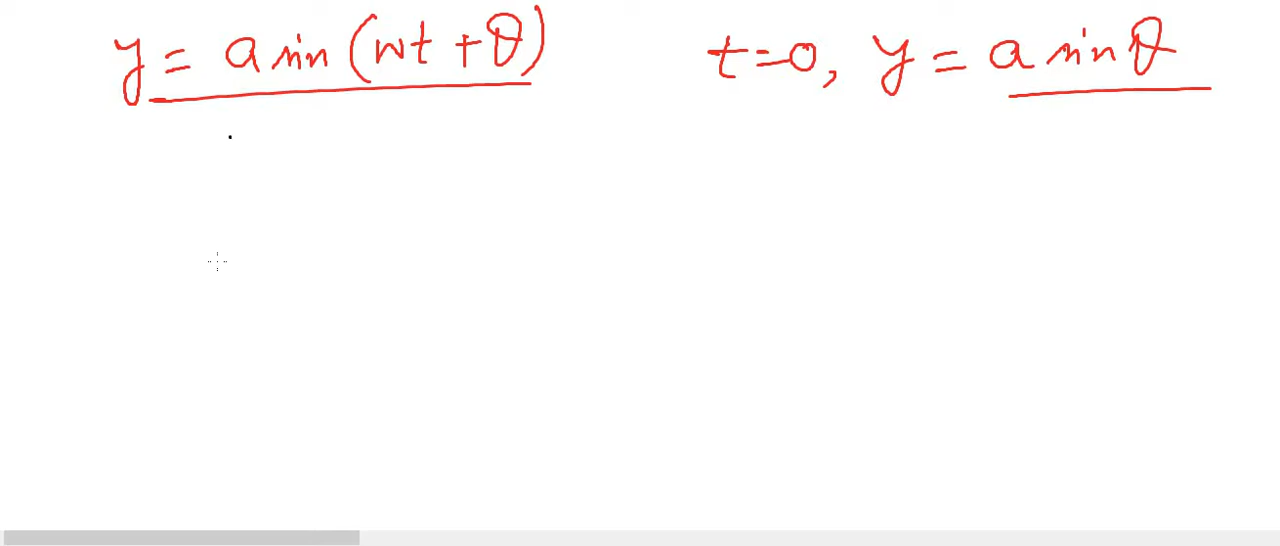 y = a sin (wt + θ)
t=0, y = a sin θ